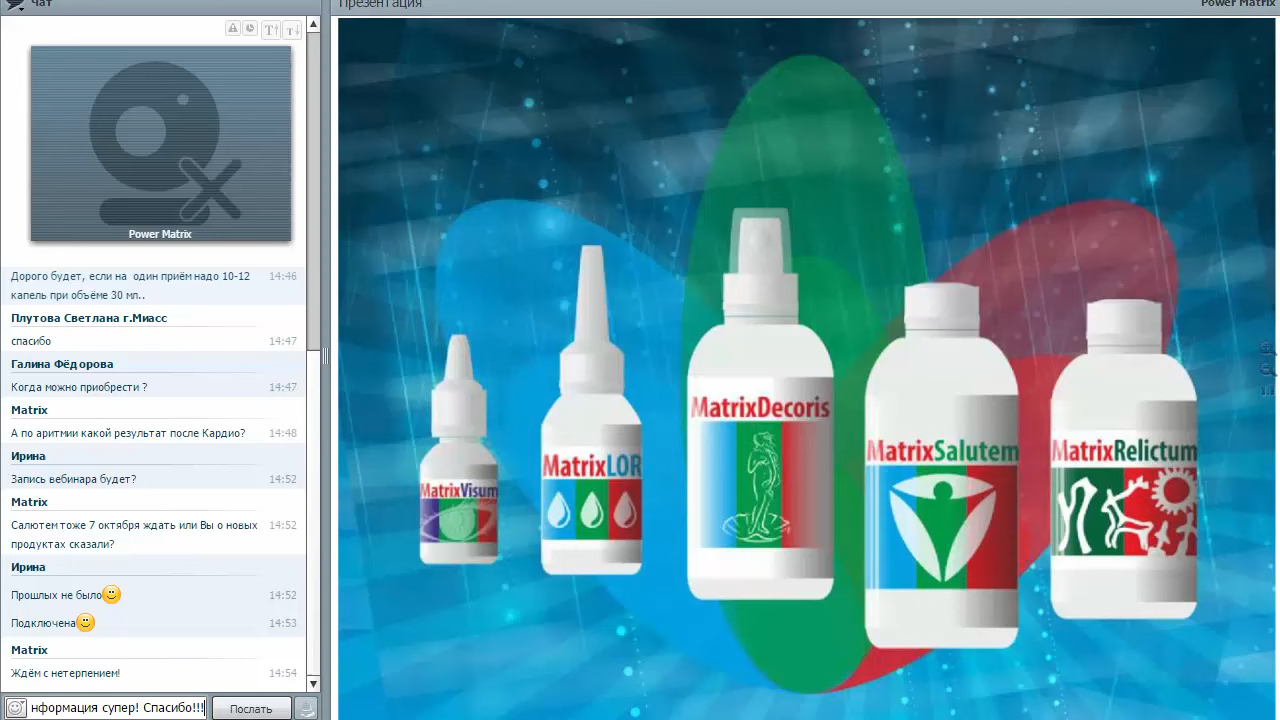 чат
Презентация
Power Matrix
Power Matrix
Дорого будет, если на один приём надо 10-12 14:46
капель при объёме 30 мл..
Плутова Светлана г.Миасс
спасибо 14:47
Галина Фёдорова
Когда можно приобрести ? 14:47
Matrix
А по аритмии какой результат после Кардио? 14:48
Ирина
Запись вебинара будет? 14:52
Matrix
Салютем тосе 7 октября ждать или Вы о новых 14:52
продуктах сказали?
Ирина
Прошлых не было 14:52
Подключена 14:53
Matrix
Ждём с нетерпением! 14:54
нформация супер! Спасибо!!!
Послать
MatrixVisum
MatrixLOR
MatrixDecoris
MatrixSalutem
MatrixRelictum